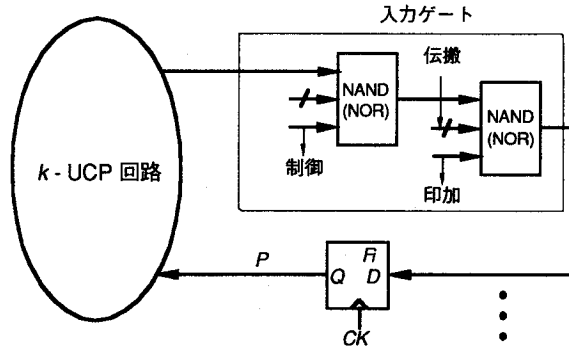 入力ゲート
伝搬
NAND
(NOR)
NAND
(NOR)
制御
印加
k - UCP 回路
P
Fi
Q D
CK